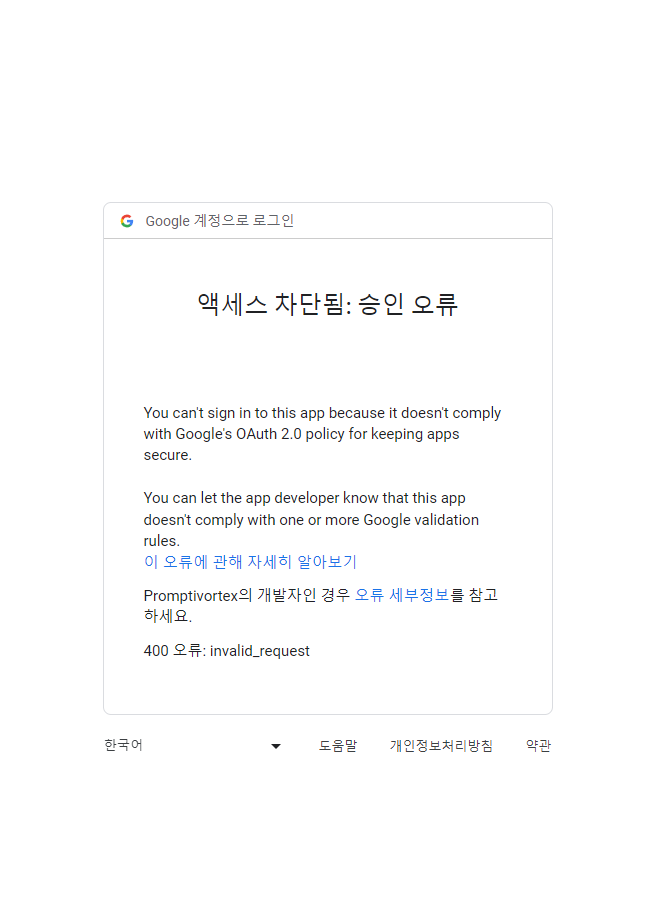 Google 계정으로 로그인
액세스 차단됨: 승인 오류
You can't sign in to this app because it doesn't comply
with Google's OAuth 2.0 policy for keeping apps
secure.
You can let the app developer know that this app
doesn't comply with one or more Google validation
rules.
이 오류에 관해 자세히 알아보기
Promptivortex의 개발자인 경우 오류 세부정보를 참고
하세요.
400 오류: invalid_request
한국어 도움말 개인정보처리방침 약관